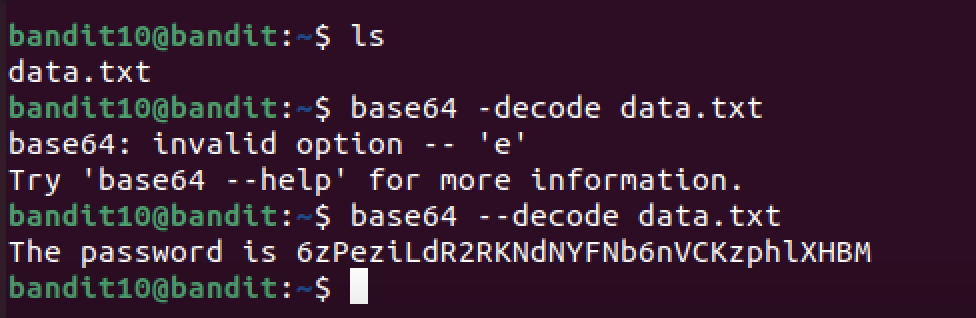 bandit10@bandit:~$ ls
data.txt
bandit10@bandit:~$ base64 -decode data.txt
base64: invalid option -- 'e'
Try 'base64 --help' for more information.
bandit10@bandit:~$ base64 --decode data.txt
The password is 6zPeziLdR2RKNdNYFNb6nVCKzphlXHBM
bandit10@bandit:~$